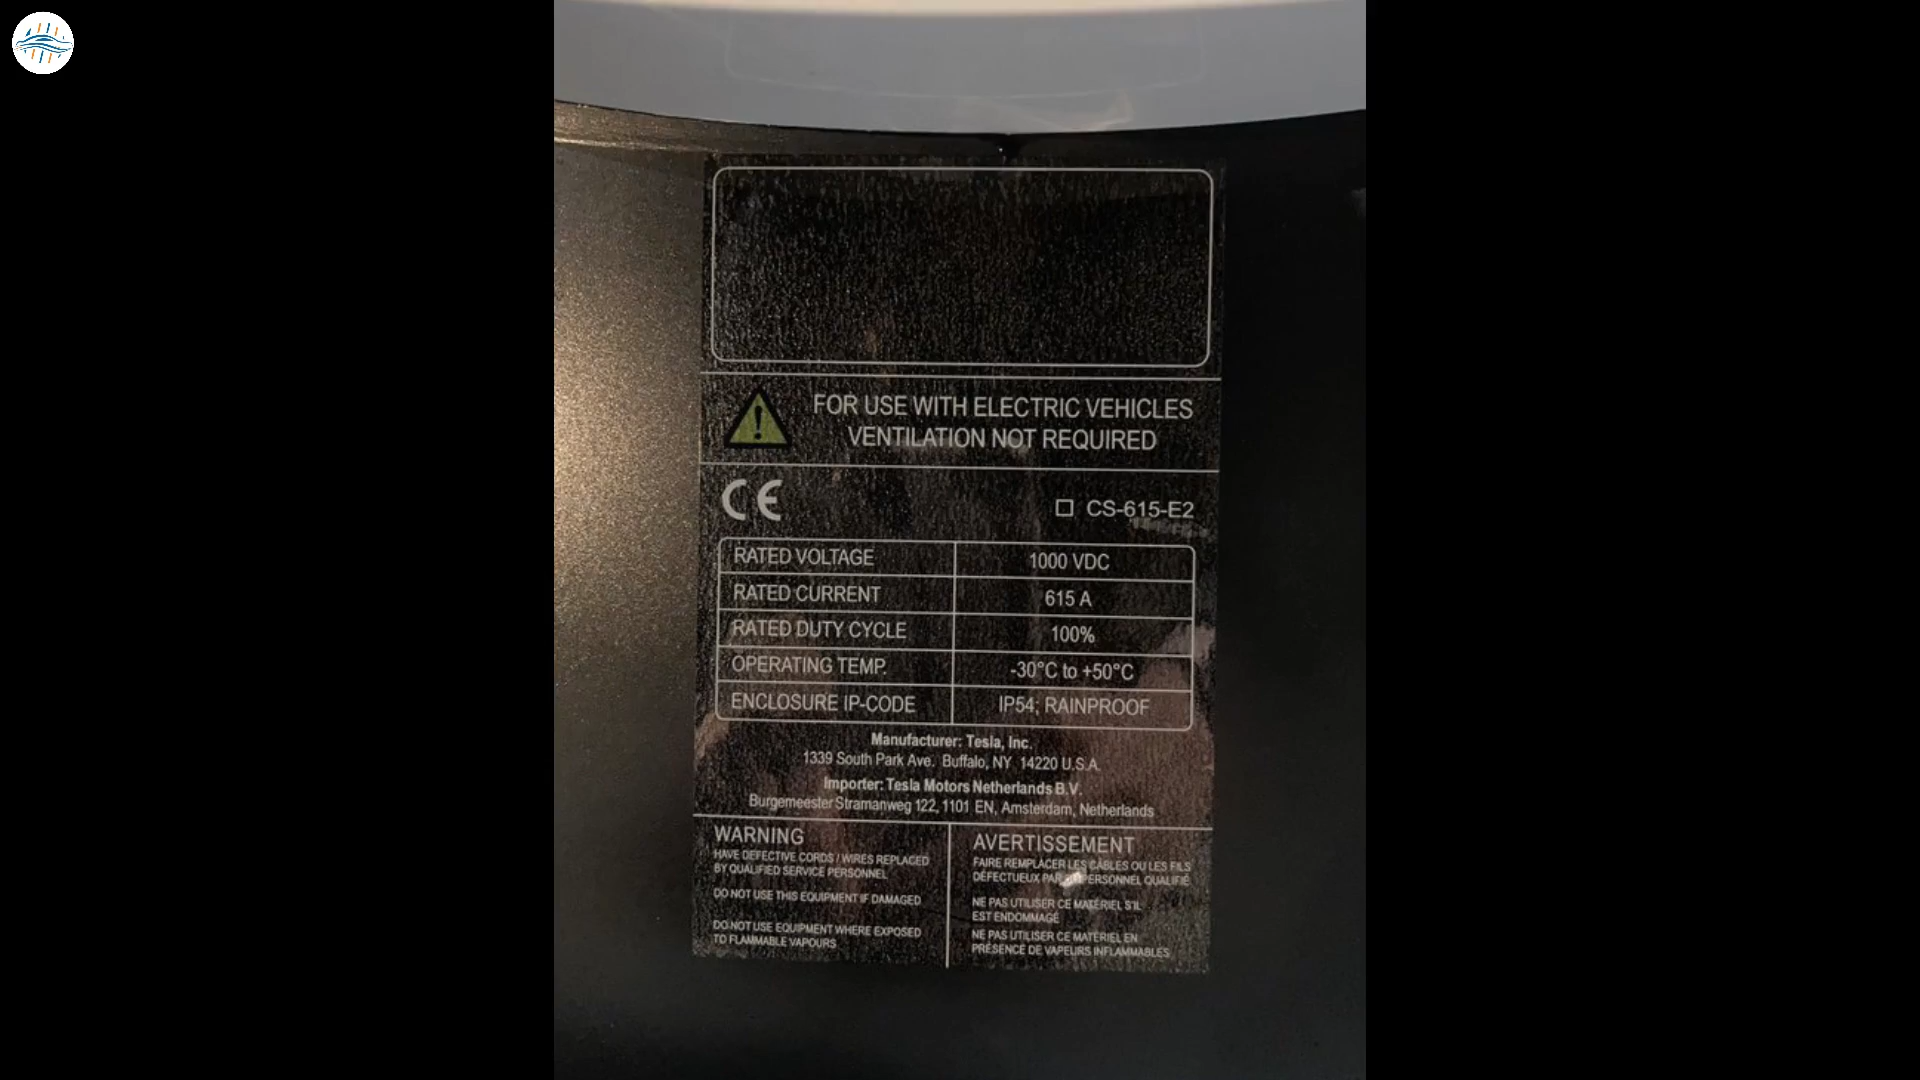 FOR USE WITH ELECTRIC VEHICLES
VENTILATION NOT REQUIRED
CE
CS-615-E2
RATED VOLTAGE 1000 VDC
RATED CURRENT 615 A
RATED DUTY CYCLE 100%
OPERATING TEMP. -30°C to +50°C
ENCLOSURE IP-CODE IP54; RAINPROOF
Manufacturer: Tesla, Inc.
1339 South Park Ave. Buffalo, NY 14220 U.S.A.
Importer: Tesla Motors Netherlands B.V.
Burgemeester Stramanweg 122, 1101 EN, Amsterdam, Netherlands
WARNING
HAVE DEFECTIVE CORDS / WIRES REPLACED
BY QUALIFIED SERVICE PERSONNEL
DO NOT USE THIS EQUIPMENT IF DAMAGED
DO NOT USE EQUIPMENT WHERE EXPOSED
TO FLAMMABLE VAPOURS
AVERTISSEMENT
FAIRE REMPLACER LES CÂBLES OU LES FILS
DÉFECTUEUX PAR DU PERSONNEL QUALIFIÉ
NE PAS UTILISER CE MATÉRIEL S'IL
EST ENDOMMAGÉ
NE PAS UTILISER CE MATÉRIEL EN
PRÉSENCE DE VAPEURS INFLAMMABLES